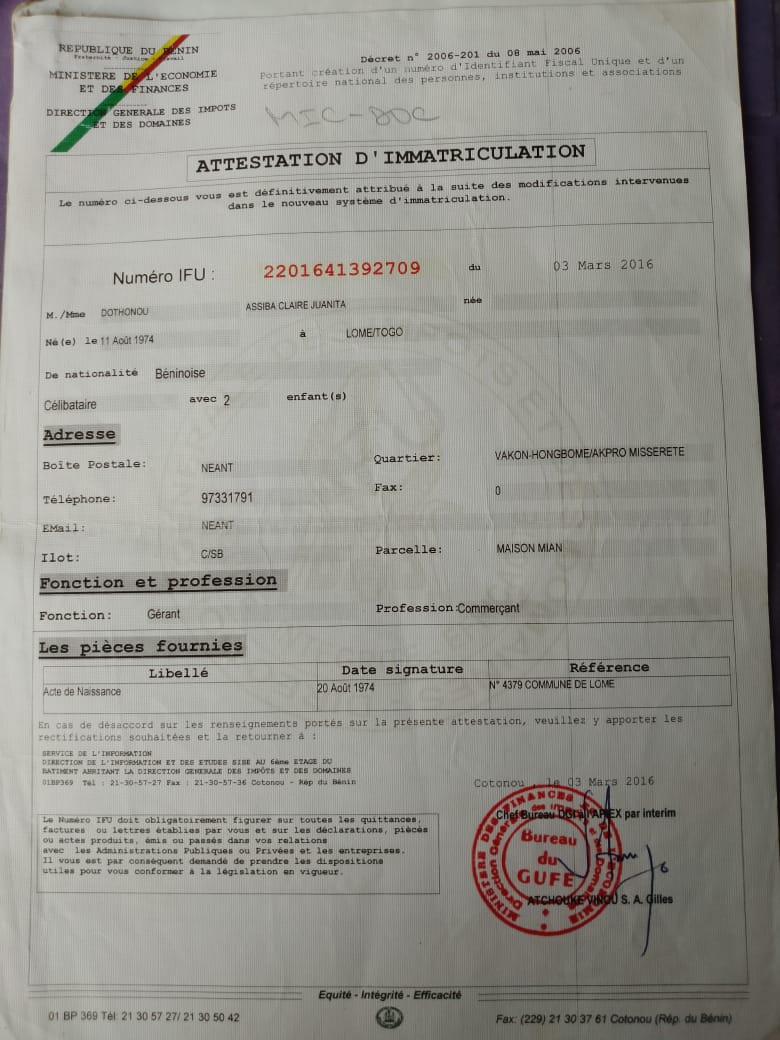 REPUBLIQUE DU BENIN
Fraternité - Justice - Travail
MINISTERE DE L'ECONOMIE
ET DES FINANCES
DIRECTION GENERALE DES IMPOTS
ET DES DOMAINES
Décret n° 2006-201 du 08 mai 2006
Portant création d'un numéro d'Identifiant Fiscal Unique et d'un
répertoire national des personnes, institutions et associations
MIC-DOC
ATTESTATION D'IMMATRICULATION
Le numéro ci-dessous vous est définitivement attribué à la suite des modifications intervenues
dans le nouveau système d'immatriculation.
Numéro IFU : 2201641392709 du 03 Mars 2016
M./Mme DOTHONOU ASSIBA CLAIRE JUANITA née
Né(e) le 11 Août 1974 à LOME/TOGO
De nationalité Béninoise
Célibataire avec 2 enfant(s)
Adresse
Boîte Postale: NEANT Quartier: VAKON-HONGBOME/AKPRO MISSERETE
Téléphone: 97331791 Fax: 0
EMail: NEANT
Ilot: C/SB Parcelle: MAISON MIAN
Fonction et profession
Fonction: Gérant Profession:Commerçant
Les pièces fournies
Libellé Date signature Référence
Acte de Naissance 20 Août 1974 N° 4379 COMMUNE DE LOME
En cas de désaccord sur les renseignements portés sur la présente attestation, veuillez y apporter les
rectifications souhaitées et la retourner à :
SERVICE DE L'INFORMATION
DIRECTION DE L'INFORMATION ET DES ETUDES SISE AU 6ème ETAGE DU
BATIMENT ABRITANT LA DIRECTION GENERALE DES IMPÔTS ET DES DOMAINES
01BP369 Tél : 21-30-57-27 Fax : 21-30-57-36 Cotonou - Rép du Bénin
Cotonou, le 03 Mars 2016
Chef Bureau DGI à l'APIEX par interim
Bureau
du
GUFE
ATCHOUKE VINOU S. A. Gilles
Le Numéro IFU doit obligatoirement figurer sur toutes les quittances,
factures ou lettres établies par vous et sur les déclarations, pièces
ou actes produits, émis ou passés dans vos relations
avec les Administrations Publiques ou Privées et les entreprises.
Il vous est par conséquent demandé de prendre les dispositions
utiles pour vous conformer à la législation en vigueur.
Equité - Intégrité - Efficacité
01 BP 369 Tél: 21 30 57 27/ 21 30 50 42
Fax: (229) 21 30 37 61 Cotonou (Rép. du Bénin)